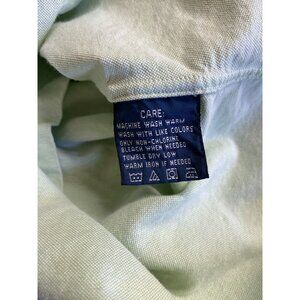 CARE:
MACHINE WASH WARM
WASH WITH LIKE COLORS
ONLY NON-CHLORINE
BLEACH WHEN NEEDED
TUMBLE DRY LOW
WARM IRON IF NEEDED